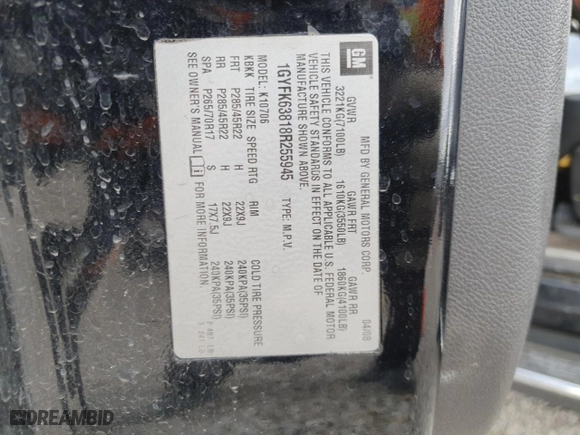 GM
MFD BY GENERAL MOTORS CORP
04/08
GVWR GAWR FRT GAWR RR
3221KG(7100LB) 1610KG(3550LB) 1860KG(4100LB)
THIS VEHICLE CONFORMS TO ALL APPLICABLE U.S. FEDERAL MOTOR
VEHICLE SAFETY STANDARDS IN EFFECT ON THE DATE OF
MANUFACTURE SHOWN ABOVE.
1GYFK63818R255945 TYPE: M.P.V.
MODEL: K10706
KBKK TIRE SIZE SPEED RTG RIM COLD TIRE PRESSURE
FRT P285/45R22 H 22X9J 240KPA(35PSI)
RR P285/45R22 H 22X9J 240KPA(35PSI)
SPA P265/70R17 S 17X7.5J 240KPA(35PSI)
SEE OWNER'S MANUAL FOR MORE INFORMATION.
DREAMBID